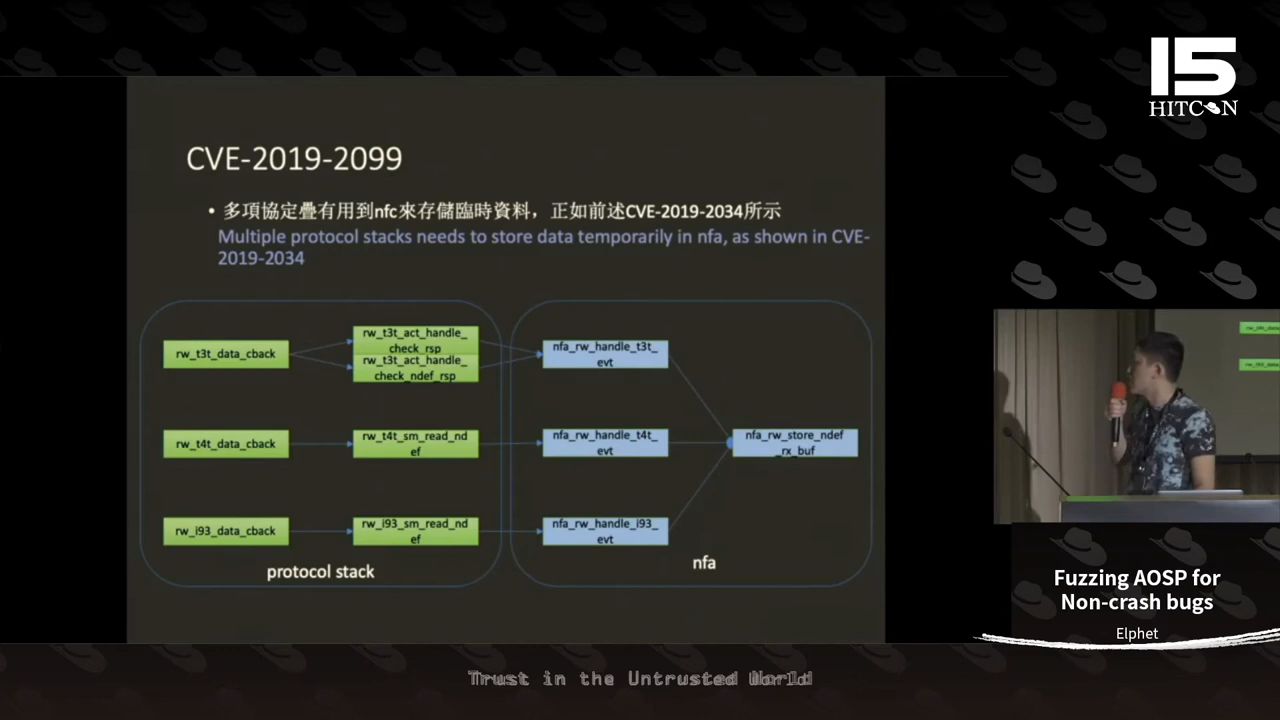 15
HITCON
CVE-2019-2099
• 多項協定疊有用到nfc來存儲臨時資料，正如前述CVE-2019-2034所示
Multiple protocol stacks needs to store data temporarily in nfa, as shown in CVE-
2019-2034
rw_t3t_data_cback
rw_t3t_act_handle_
check_rsp
rw_t3t_act_handle_
check_ndef_rsp
nfa_rw_handle_t3t_
evt
rw_t4t_data_cback
rw_t4t_sm_read_nd
ef
nfa_rw_handle_t4t_
evt
nfa_rw_store_ndef
_rx_buf
rw_i93_data_cback
rw_i93_sm_read_nd
ef
nfa_rw_handle_i93_
evt
protocol stack
nfa
Fuzzing AOSP for
Non-crash bugs
Elphet
Trust in the Untrusted World